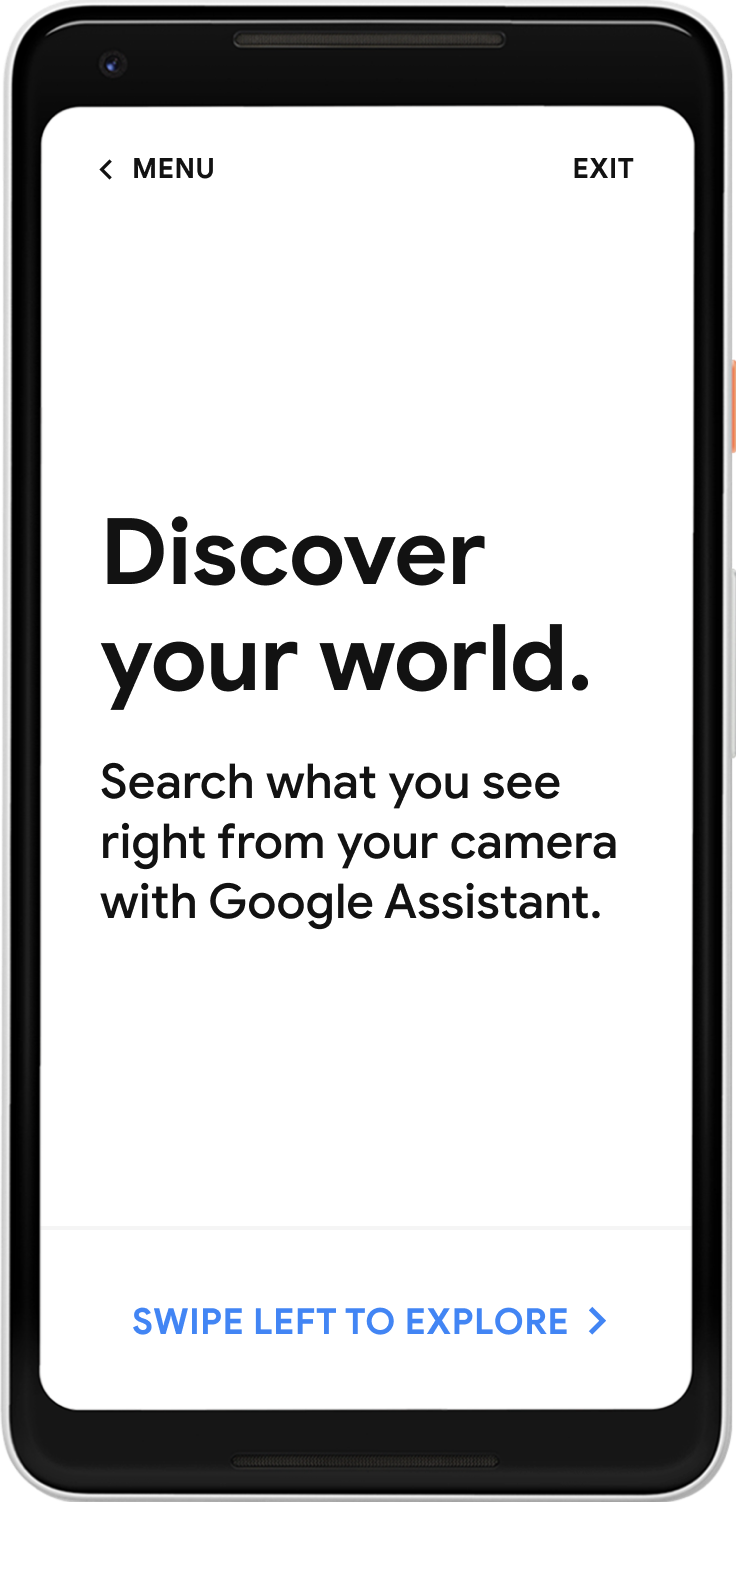 MENU
EXIT
Discover
your world.
Search what you see
right from your camera
with Google Assistant.
SWIPE LEFT TO EXPLORE